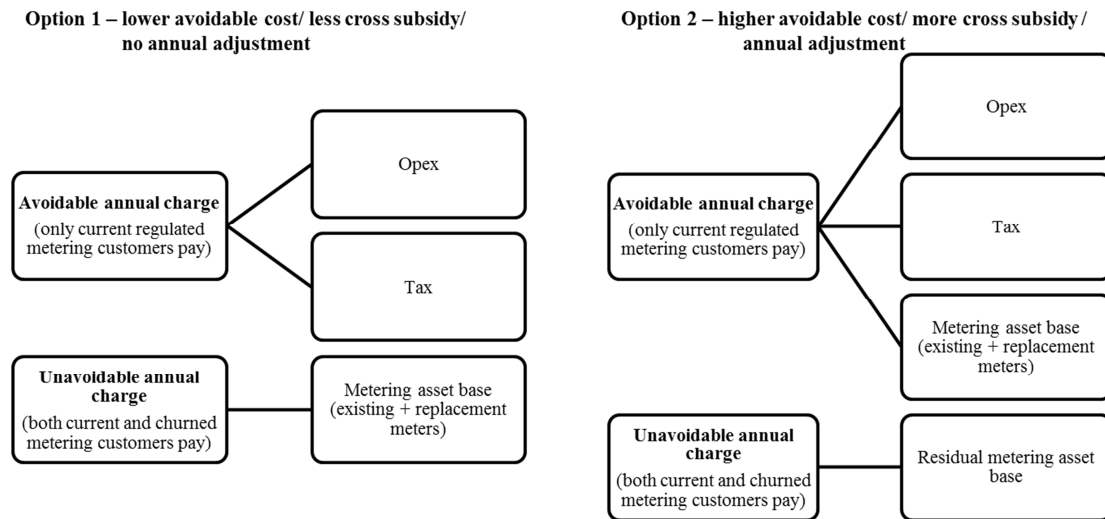 Option 1 – lower avoidable cost/ less cross subsidy/
no annual adjustment
Opex
Avoidable annual charge
(only current regulated
metering customers pay)
Tax
Unavoidable annual
charge
(both current and churned
metering customers pay)
Metering asset base
(existing + replacement
meters)
Option 2 – higher avoidable cost/ more cross subsidy /
annual adjustment
Opex
Avoidable annual charge
(only current regulated
metering customers pay)
Tax
Metering asset base
(existing + replacement
meters)
Unavoidable annual
charge
(both current and churned
metering customers pay)
Residual metering asset
base